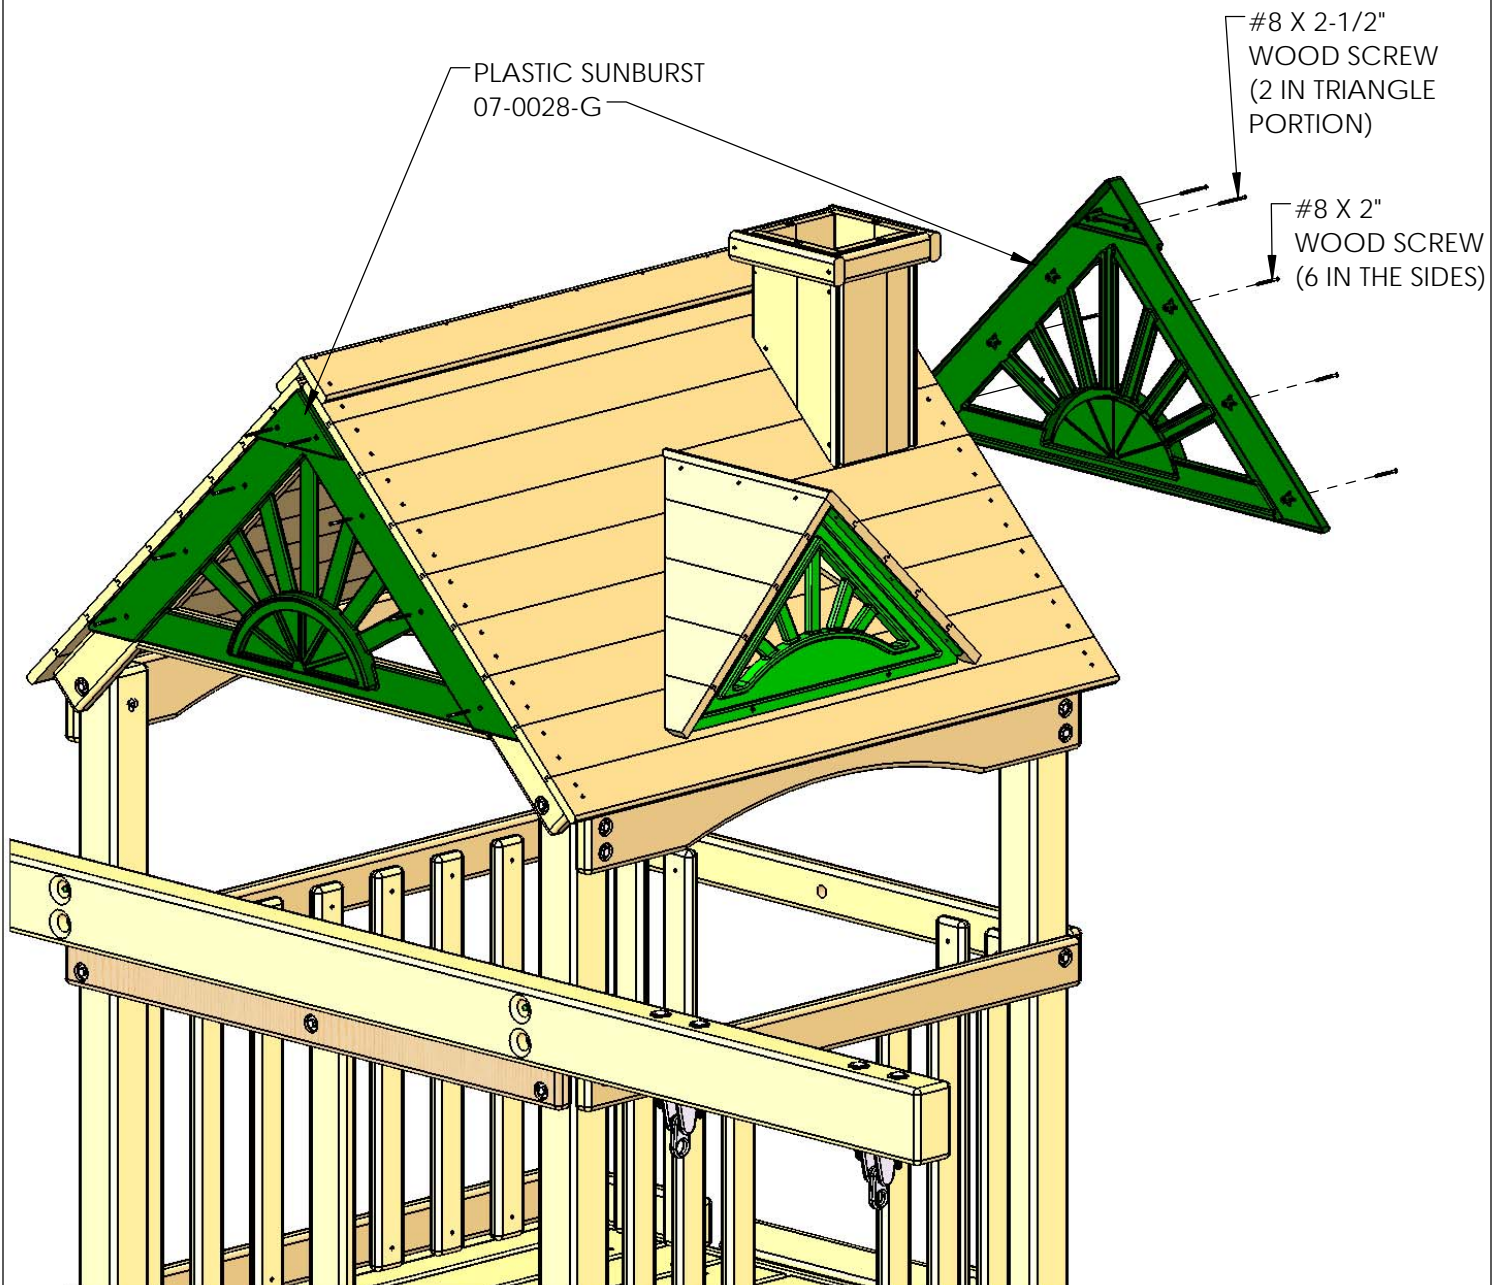 #8 X 2-1/2"
WOOD SCREW
(2 IN TRIANGLE
PORTION)
PLASTIC SUNBURST
07-0028-G
#8 X 2"
WOOD SCREW
(6 IN THE SIDES)